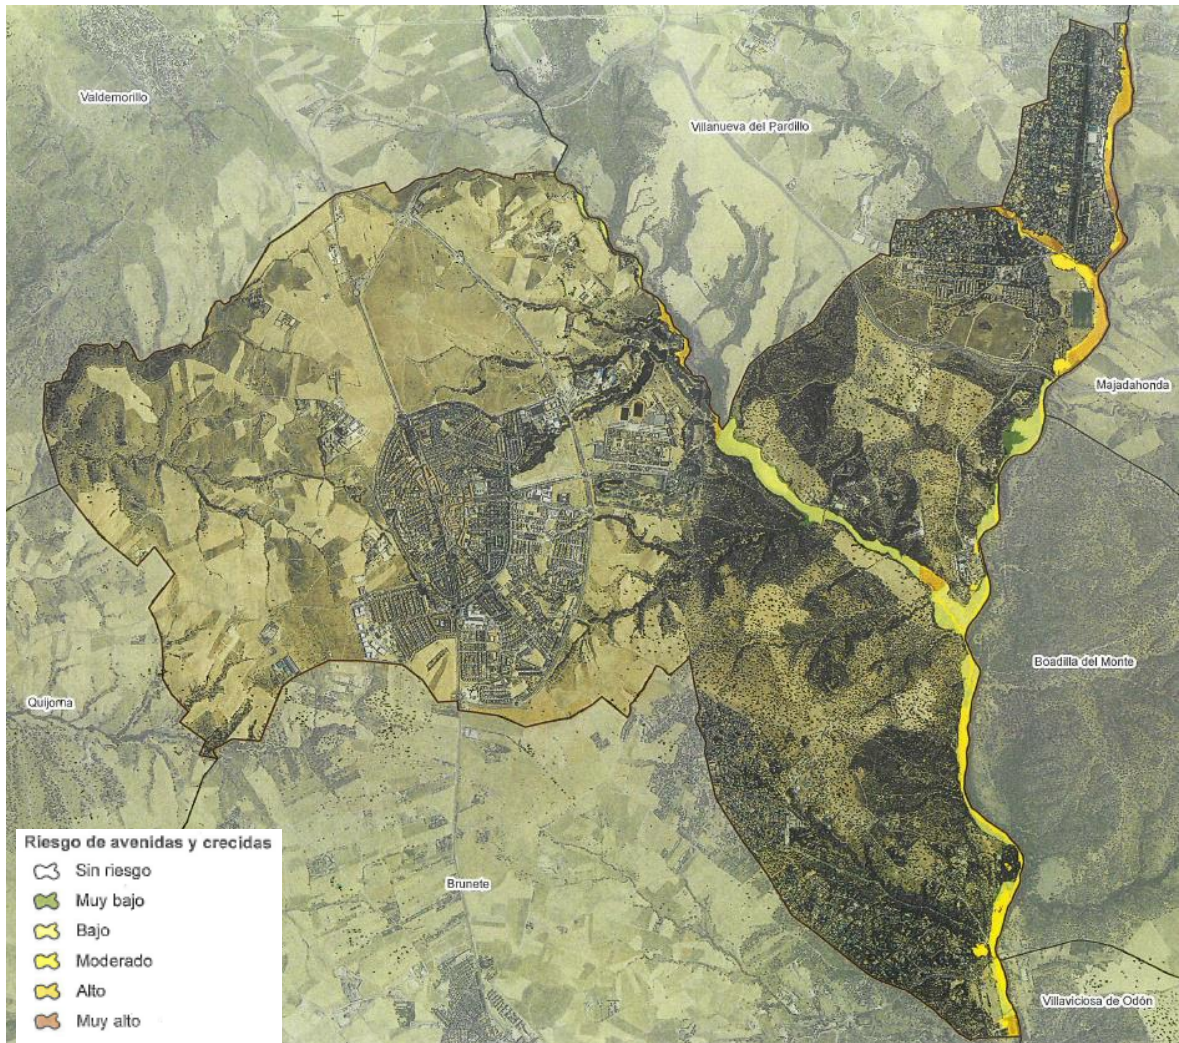 Valdemorillo
Villanueva del Pardillo
Majadahonda
Boadilla del Monte
Quijorna
Brunete
Villaviciosa de Odón
Riesgo de avenidas y crecidas
Sin riesgo
Muy bajo
Bajo
Moderado
Alto
Muy alto